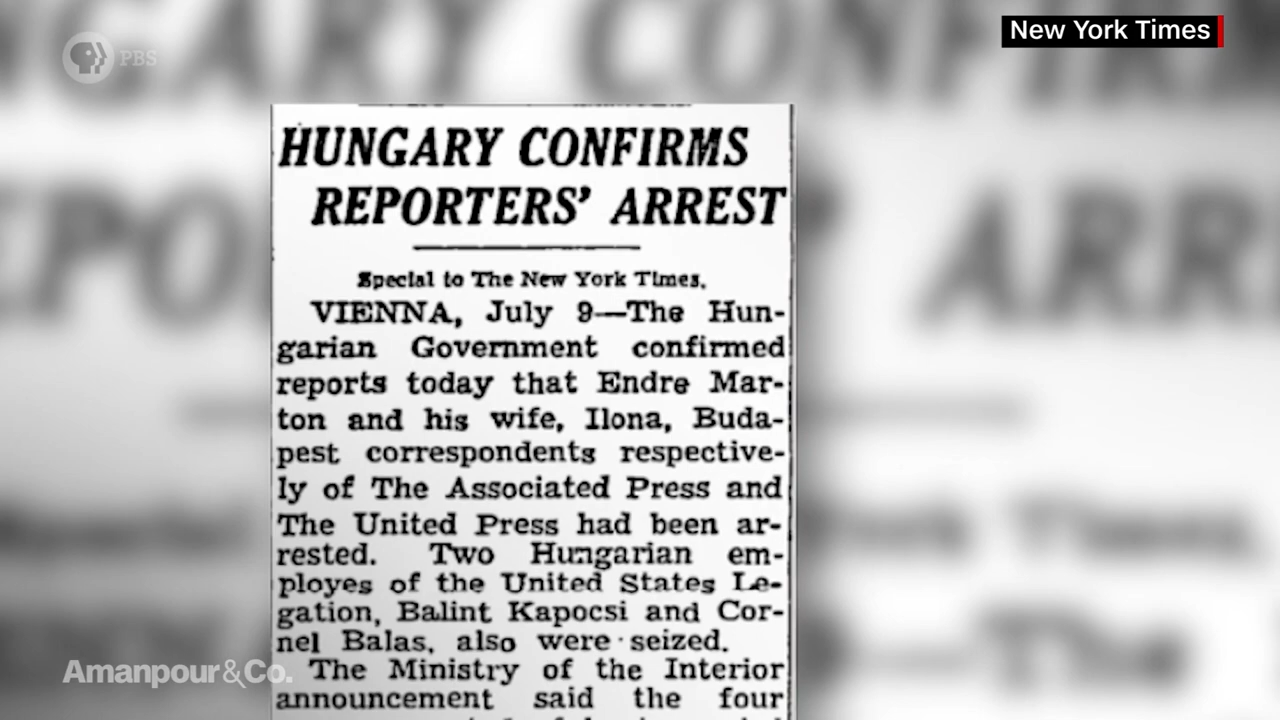 New York Times
PBS
HUNGARY CONFIRMS
REPORTERS' ARREST
Special to The New York Times.
VIENNA, July 9—The Hun-
garian Government confirmed
reports today that Endre Mar-
ton and his wife, Ilona, Buda-
pest correspondents respective-
ly of The Associated Press and
The United Press had been ar-
rested. Two Hungarian em-
ployes of the United States Le-
gation, Balint Kapocsi and Cor-
nel Balas, also were seized.
The Ministry of the Interior
announcement said the four
Amanpour&Co.